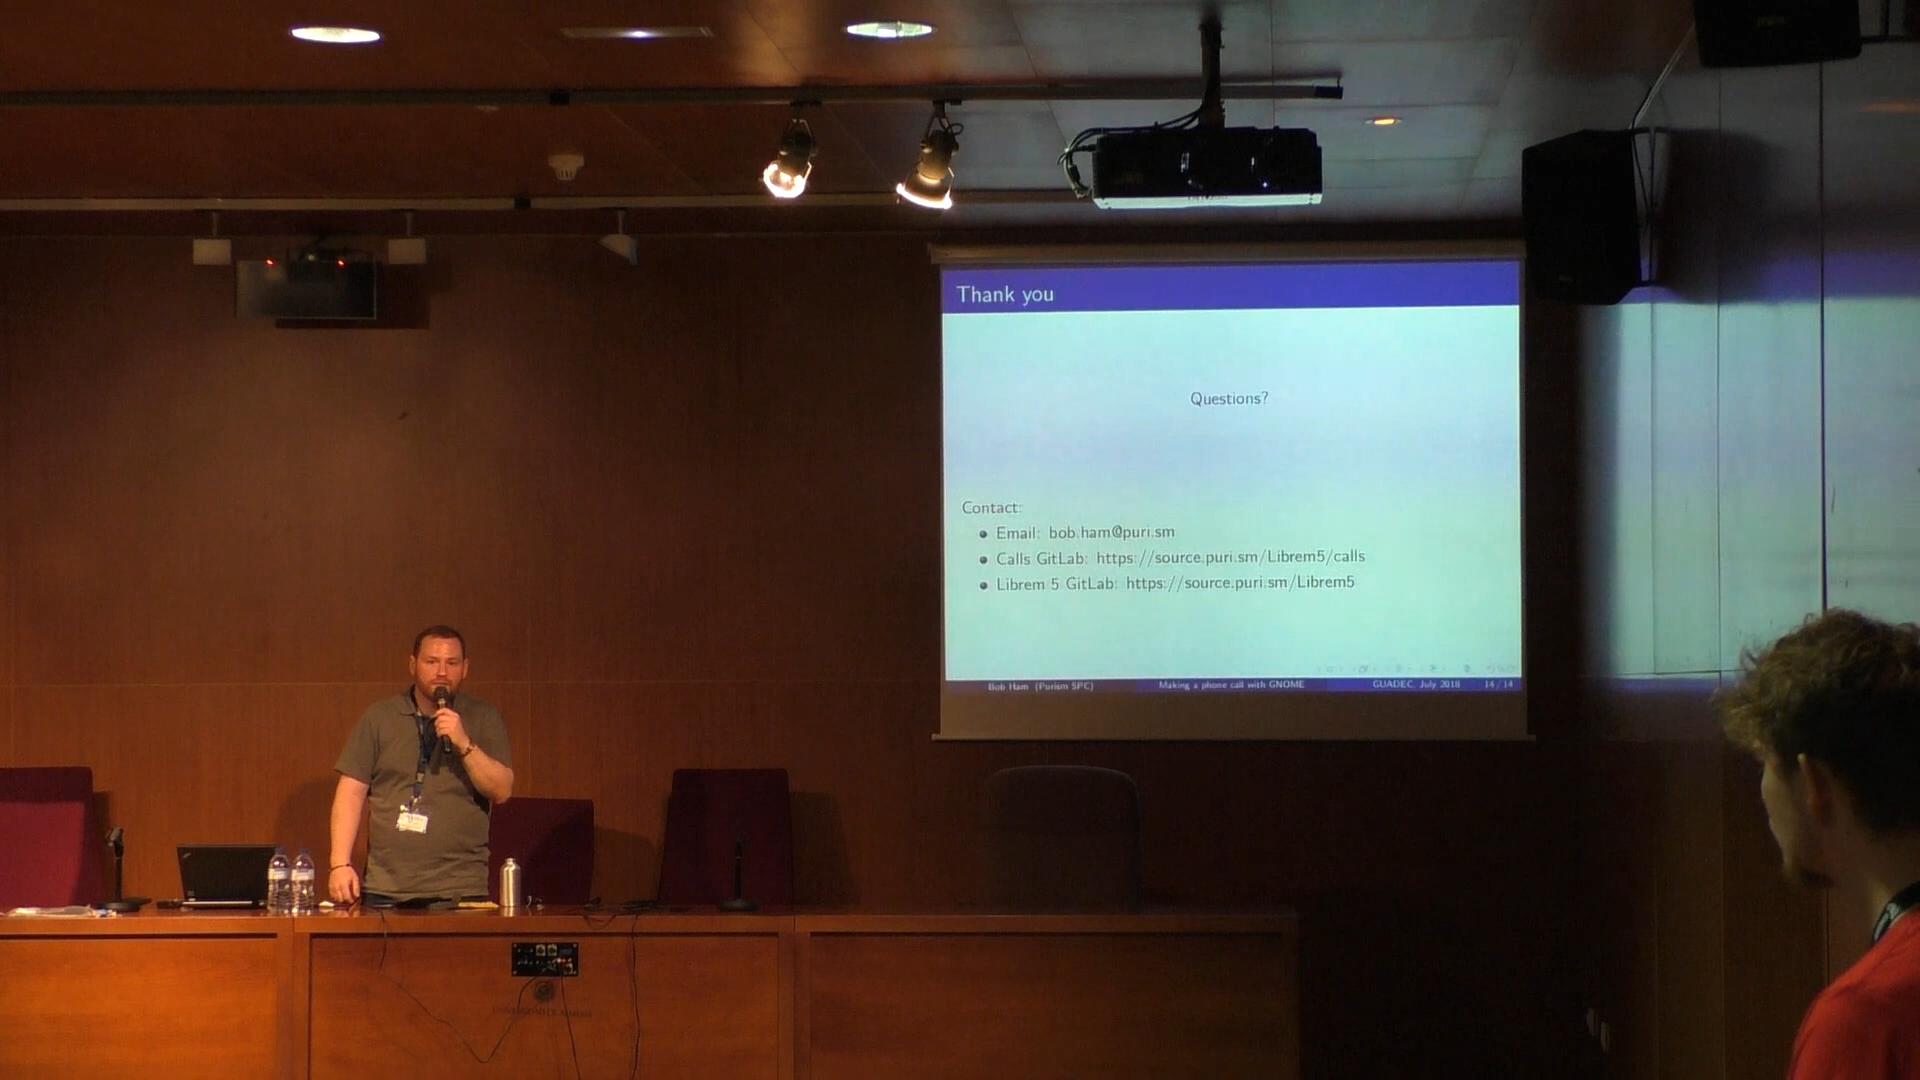 Thank you
Questions?
Contact:
Email: bob.ham@puri.sm
Calls GitLab: https://source.puri.sm/Librem5/calls
Librem 5 GitLab: https://source.puri.sm/Librem5
Bob Ham (Purism SPC) Making a phone call with GNOME GUADEC, July 2018 14 / 14